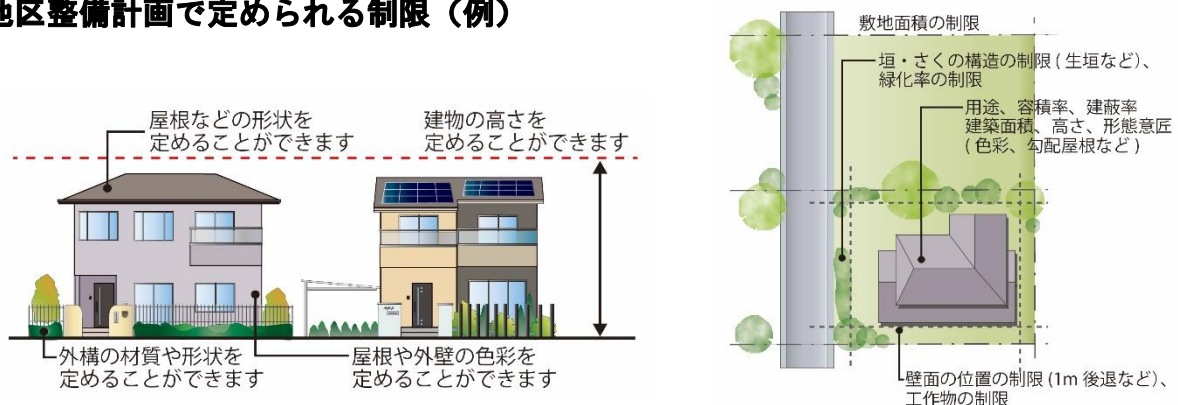 地区整備計画で定められる制限（例）
屋根などの形状を
定めることができます
建物の高さを
定めることができます
外構の材質や形状を
定めることができます
屋根や外壁の色彩を
定めることができます
敷地面積の制限
垣・さくの構造の制限(生垣など)、
緑化率の制限
用途、容積率、建蔽率
建築面積、高さ、形態意匠
(色彩、勾配屋根など)
壁面の位置の制限(1m 後退など)、
工作物の制限